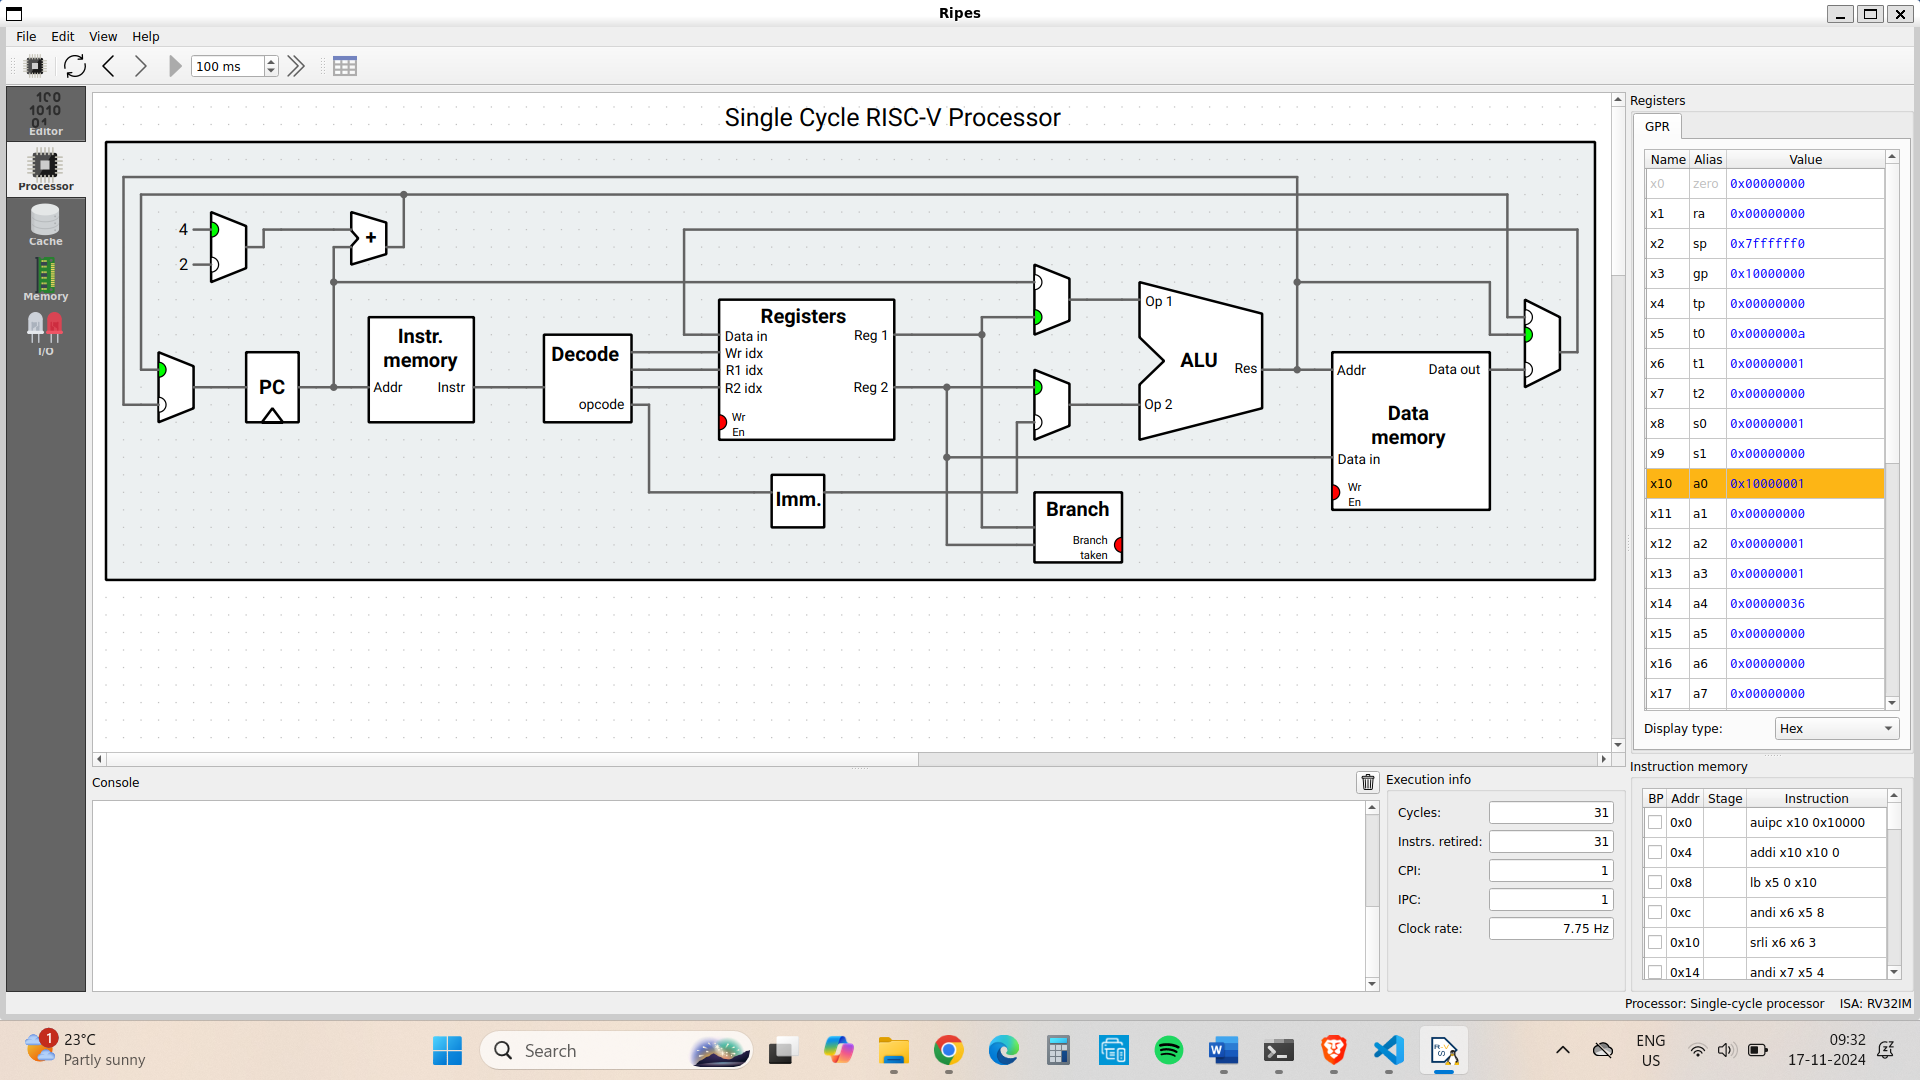 Ripes
File Edit View Help
100 ms
Editor
Processor
Cache
Memory
I/O
Single Cycle RISC-V Processor
4
2
+
PC
Instr. memory
Addr
Instr
Decode
opcode
Registers
Data in
Wr idx
R1 idx
R2 idx
Wr En
Reg 1
Reg 2
Imm.
Op 1
ALU
Res
Op 2
Branch
Branch taken
Addr
Data out
Data memory
Data in
Wr En
Registers
GPR
Name Alias Value
x0 zero 0x00000000
x1 ra 0x00000000
x2 sp 0x7ffffff0
x3 gp 0x10000000
x4 tp 0x00000000
x5 t0 0x0000000a
x6 t1 0x00000001
x7 t2 0x00000000
x8 s0 0x00000001
x9 s1 0x00000000
x10 a0 0x10000001
x11 a1 0x00000000
x12 a2 0x00000001
x13 a3 0x00000001
x14 a4 0x00000036
x15 a5 0x00000000
x16 a6 0x00000000
x17 a7 0x00000000
Display type: Hex
Console
Execution info
Cycles: 31
Instrs. retired: 31
CPI: 1
IPC: 1
Clock rate: 7.75 Hz
Instruction memory
BP Addr Stage Instruction
0x0 auipc x10 0x10000
0x4 addi x10 x10 0
0x8 lb x5 0 x10
0xc andi x6 x5 8
0x10 srli x6 x6 3
0x14 andi x7 x5 4
Processor: Single-cycle processor ISA: RV32IM
1
23°C
Partly sunny
Search
ENG
US
09:32
17-11-2024